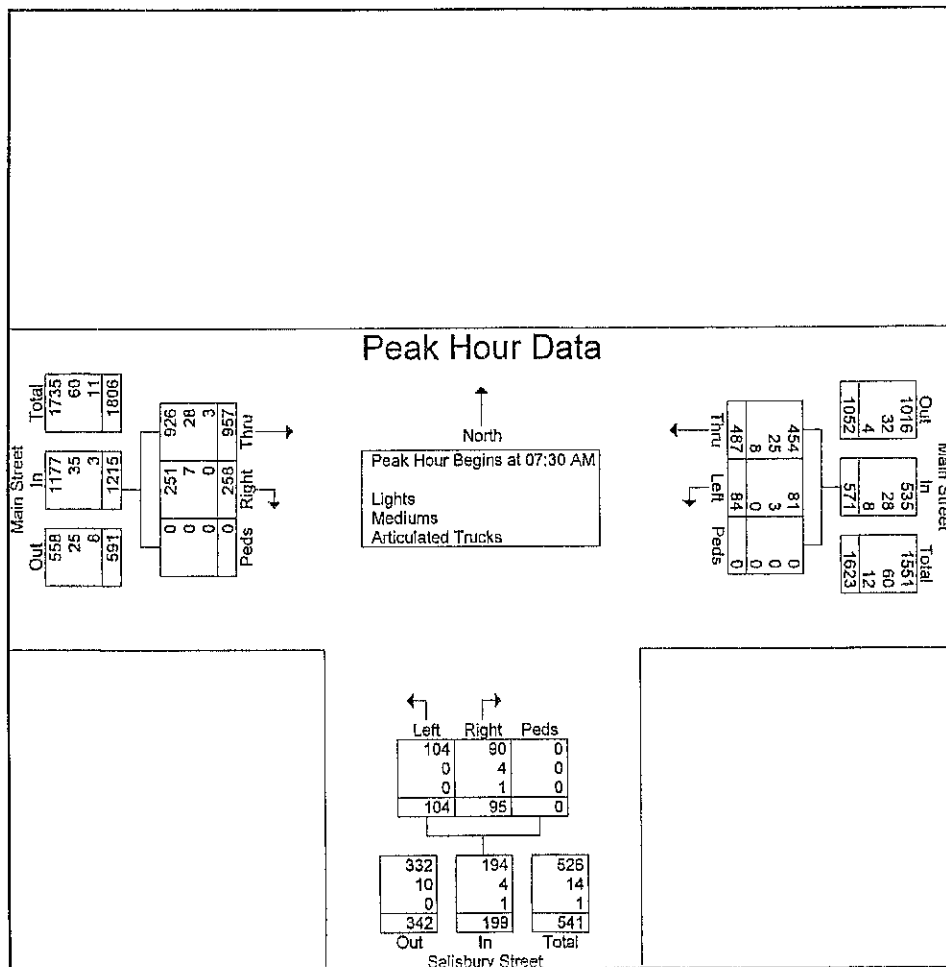 Peak Hour Data
North
Peak Hour Begins at 07:30 AM
Lights
Mediums
Articulated Trucks
Main Street
Out In Total
558 1177 1735
25 35 60
8 3 11
591 1215 1806
926 251 0
28 7 0
3 0 0
957 258 0
Thru Right Peds
Main Street
Out In Total
1016 535 1551
32 28 60
4 8 12
1052 571 1623
454 81 0
25 3 0
8 0 0
487 84 0
Thru Left Peds
Left Right Peds
104 90 0
0 4 0
0 1 0
104 95 0
332 194 526
10 4 14
0 1 1
342 199 541
Out In Total
Salisbury Street